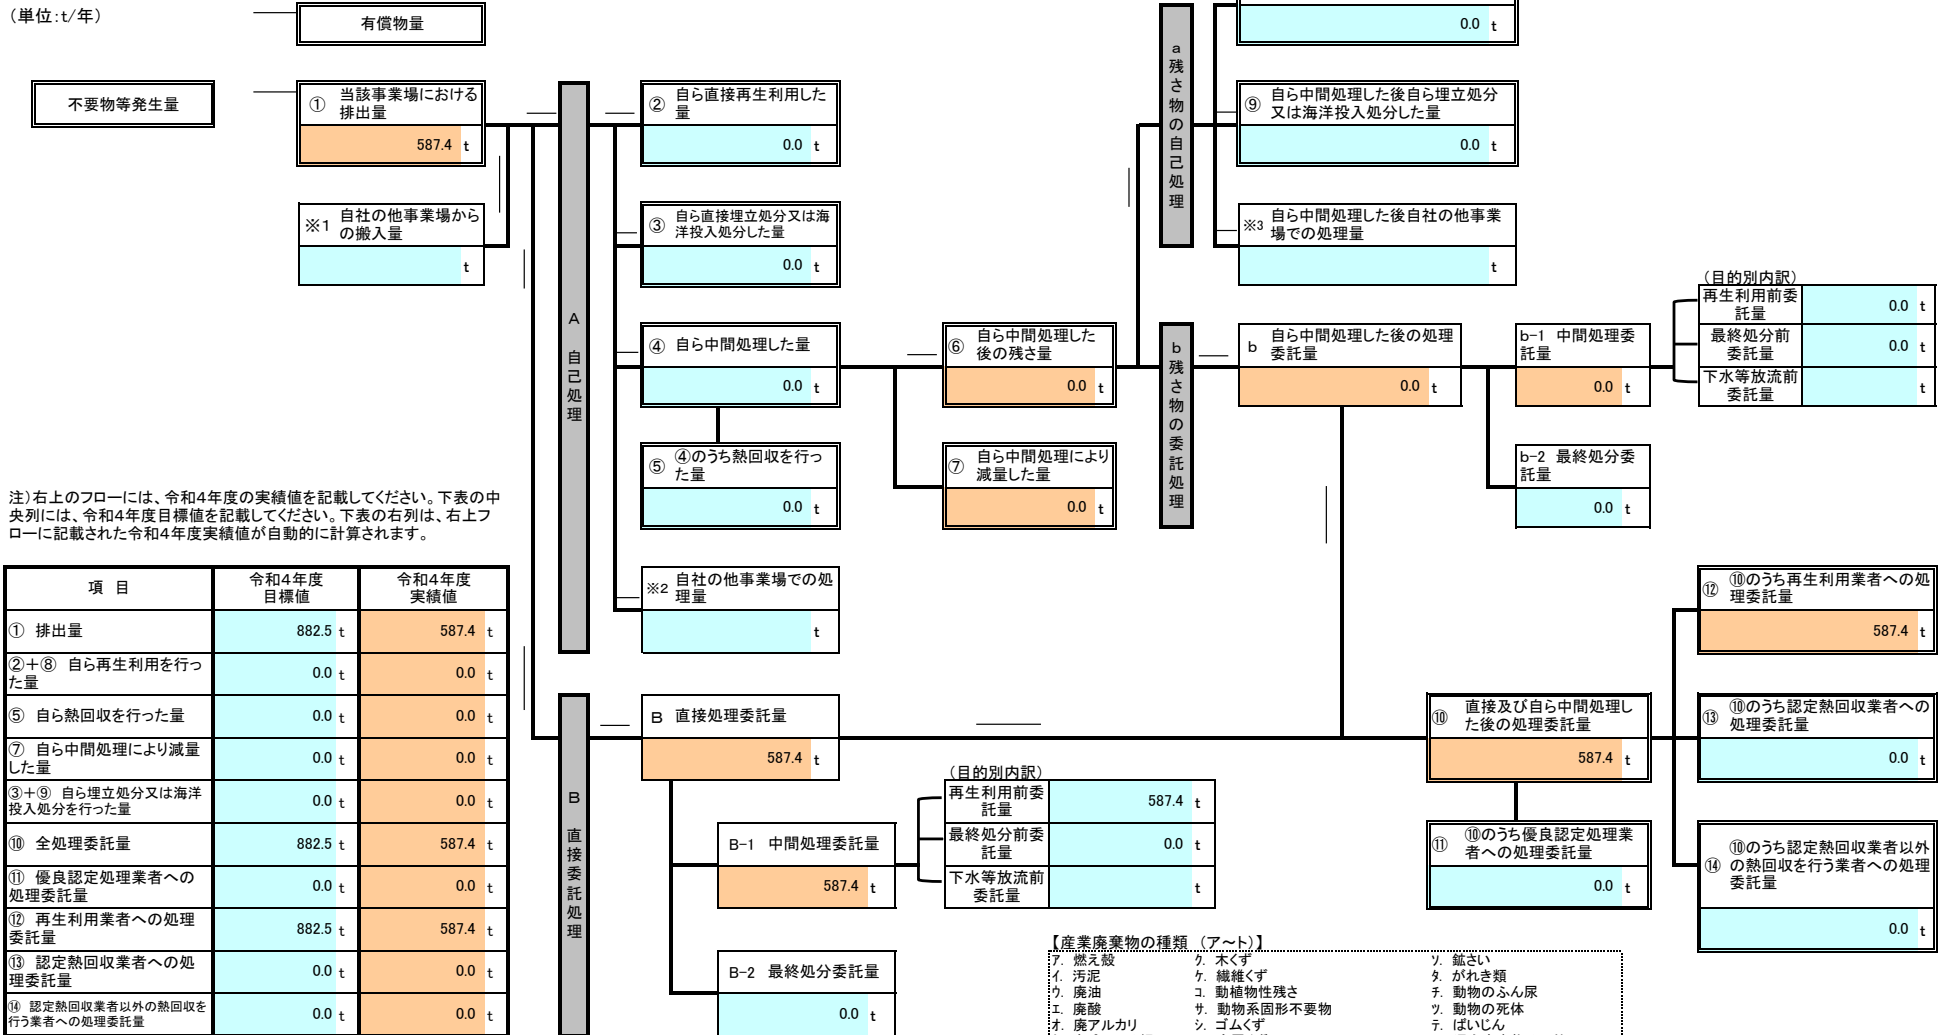 (単位:t/年)
有償物量
不要物等発生量
① 当該事業場における
排出量
587.4 t
※1 自社の他事業場から
の搬入量
t
A
自己処理
② 自ら直接再生利用した
量
0.0 t
③ 自ら直接埋立処分又は海
洋投入処分した量
0.0 t
④ 自ら中間処理した量
0.0 t
⑤ ④のうち熱回収を行っ
た量
0.0 t
※2 自社の他事業場での処
理量
t
⑥ 自ら中間処理した
後の残さ量
0.0 t
⑦ 自ら中間処理により
減量した量
0.0 t
a
残さ物の自己処理
0.0 t
⑨ 自ら中間処理した後自ら埋立処分
又は海洋投入処分した量
0.0 t
※3 自ら中間処理した後自社の他事業
場での処理量
t
b
残さ物の委託処理
b 自ら中間処理した後の処理
委託量
0.0 t
b-1 中間処理委
託量
0.0 t
b-2 最終処分委
託量
0.0 t
(目的別内訳)
再生利用前委
託量
0.0 t
最終処分前
委託量
0.0 t
下水等放流前
委託量
t
注)右上のフローには、令和4年度の実績値を記載してください。下表の中
央列には、令和4年度目標値を記載してください。下表の右列は、右上フ
ローに記載された令和4年度実績値が自動的に計算されます。
項 目 令和4年度 目標値 令和4年度 実績値
① 排出量 882.5 t 587.4 t
②+⑧ 自ら再生利用を行っ
た量 0.0 t 0.0 t
⑤ 自ら熱回収を行った量 0.0 t 0.0 t
⑦ 自ら中間処理により減量
した量 0.0 t 0.0 t
③+⑨ 自ら埋立処分又は海洋
投入処分を行った量 0.0 t 0.0 t
⑩ 全処理委託量 882.5 t 587.4 t
⑪ 優良認定処理業者への
処理委託量 0.0 t 0.0 t
⑫ 再生利用業者への処理
委託量 882.5 t 587.4 t
⑬ 認定熱回収業者への処
理委託量 0.0 t 0.0 t
⑭ 認定熱回収業者以外の熱回収を
行う業者への処理委託量 0.0 t 0.0 t
B
直接委託処理
B 直接処理委託量
587.4 t
B-1 中間処理委託量
587.4 t
B-2 最終処分委託量
0.0 t
(目的別内訳)
再生利用前委
託量
587.4 t
最終処分前委
託量
0.0 t
下水等放流前
委託量
t
⑩ 直接及び自ら中間処理し
た後の処理委託量
587.4 t
⑪ ⑩のうち優良認定処理業
者への処理委託量
0.0 t
⑫ ⑩のうち再生利用業者への処
理委託量
587.4 t
⑬ ⑩のうち認定熱回収業者への
処理委託量
0.0 t
⑭ ⑩のうち認定熱回収業者以外
の熱回収を行う業者への処理
委託量
0.0 t
【産業廃棄物の種類 (ア~ト)】
ア. 燃え殻 ク. 木くず ソ. 鉱さい
イ. 汚泥 ケ. 繊維くず タ. がれき類
ウ. 廃油 コ. 動植物性残さ チ. 動物のふん尿
エ. 廃酸 サ. 動物系固形不要物 ツ. 動物の死体
オ. 廃アルカリ シ. ゴムくず テ. ばいじん